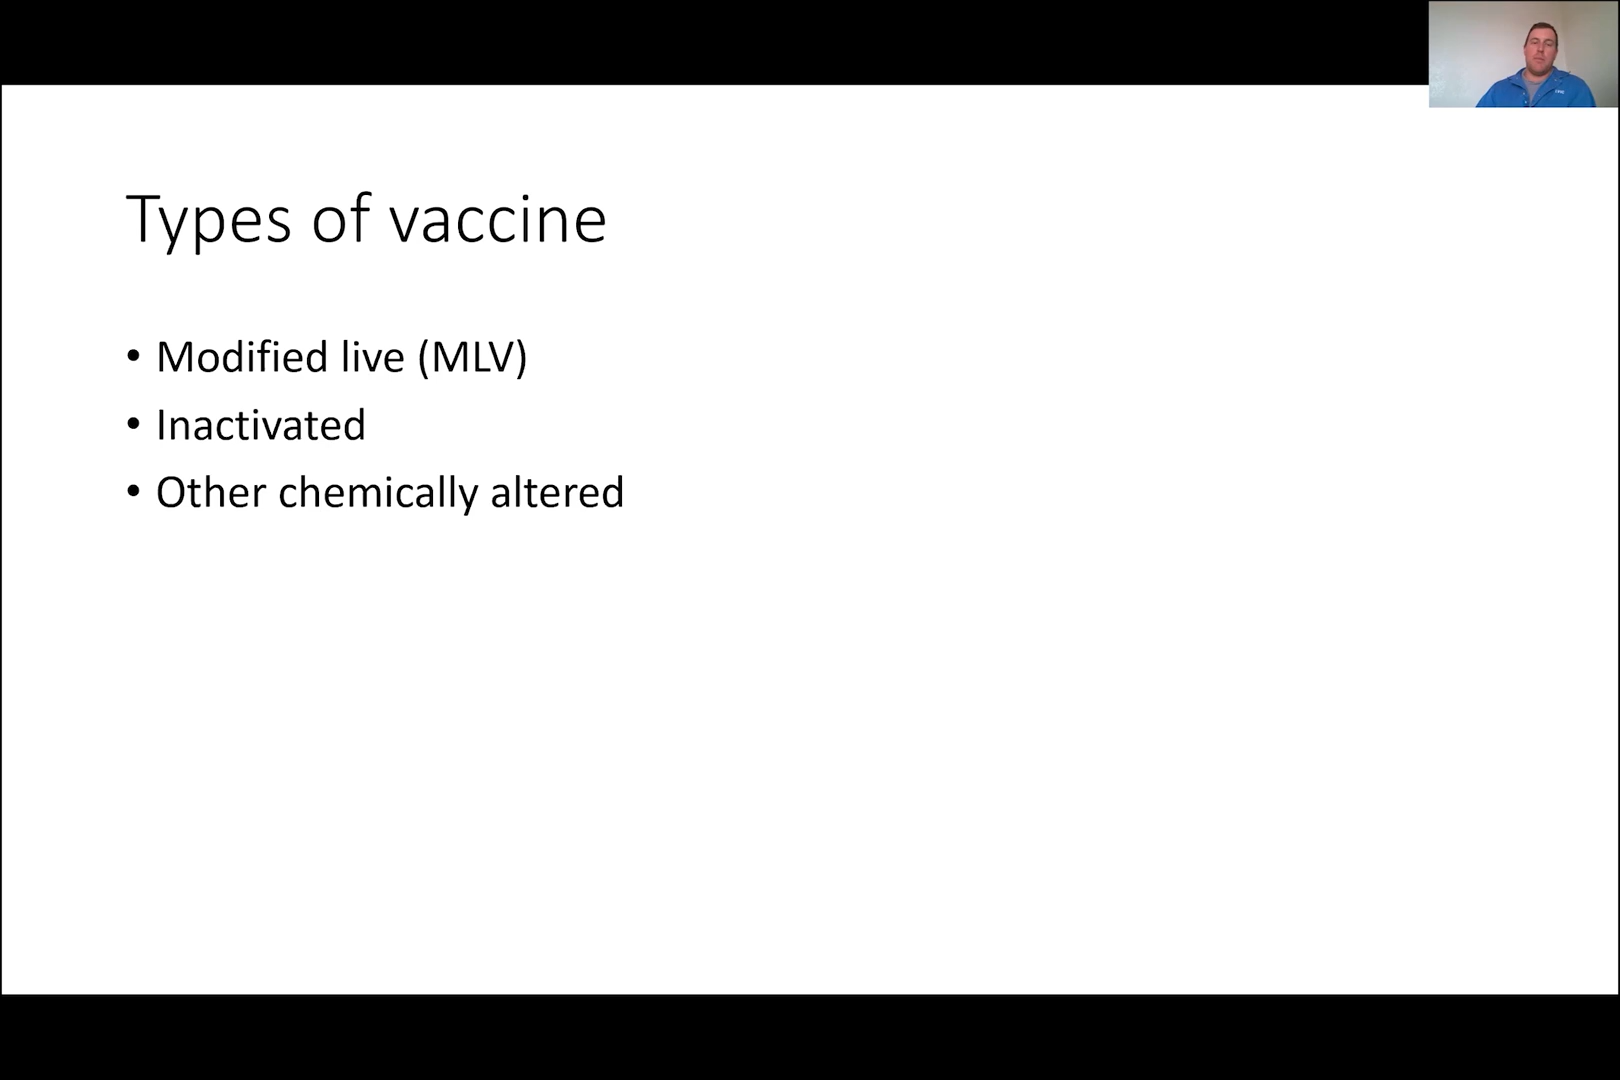 Types of vaccine
• Modified live (MLV)
• Inactivated
• Other chemically altered